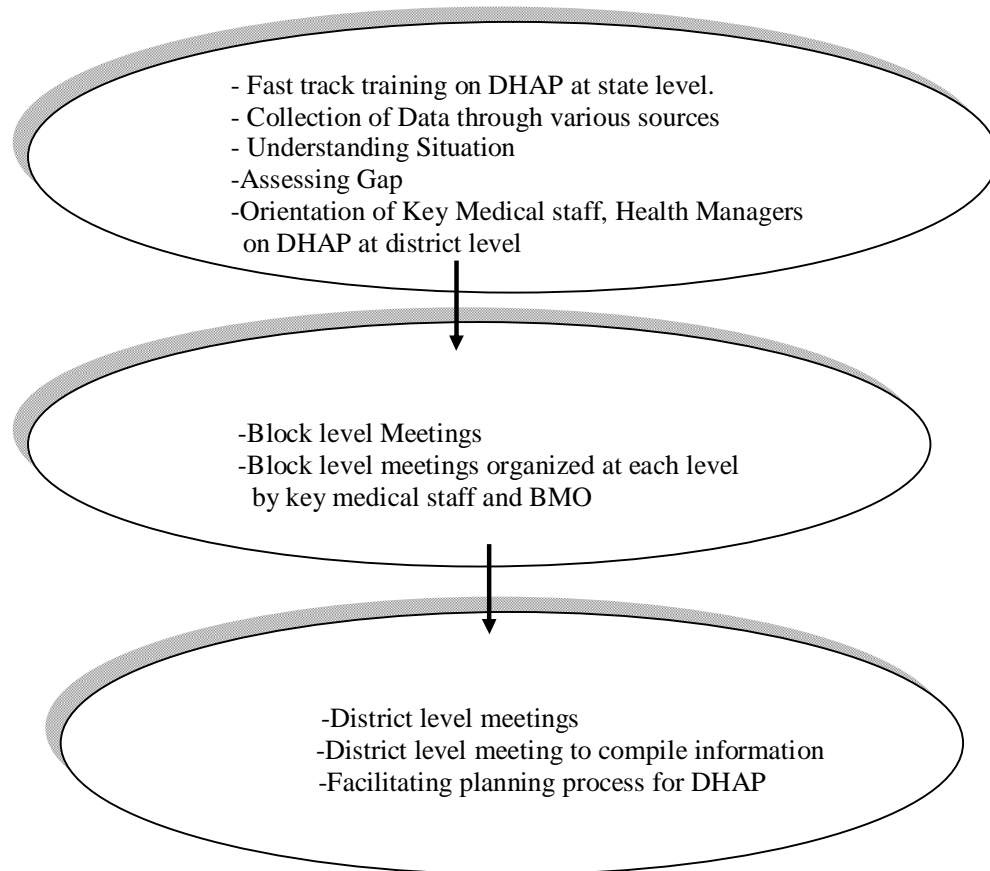 - Fast track training on DHAP at state level.
- Collection of Data through various sources
- Understanding Situation
-Assessing Gap
-Orientation of Key Medical staff, Health Managers
on DHAP at district level
-Block level Meetings
-Block level meetings organized at each level
by key medical staff and BMO
-District level meetings
-District level meeting to compile information
-Facilitating planning process for DHAP